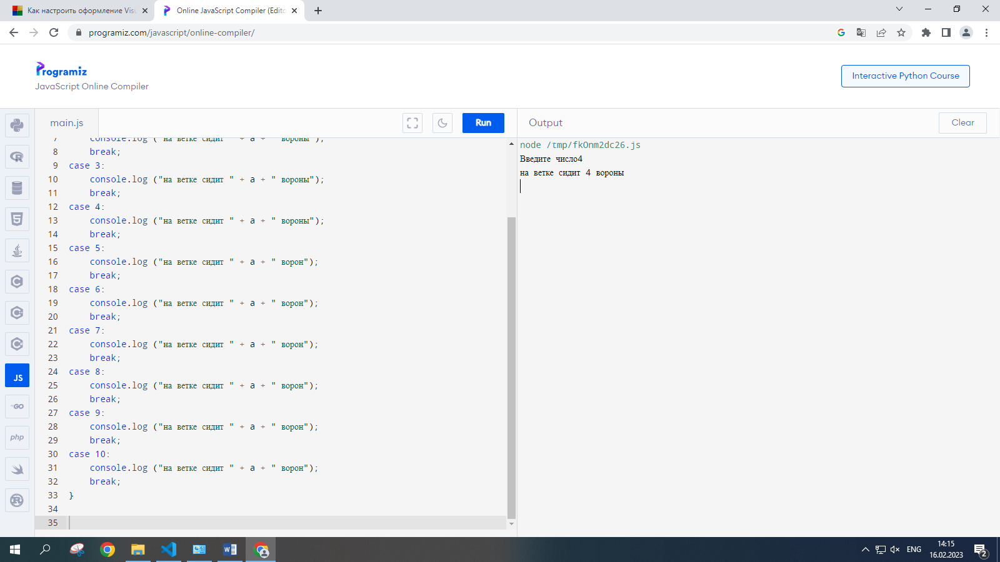 Как настроить оформление Visu
Online JavaScript Compiler (Edito
programiz.com/javascript/online-compiler/
Programiz
JavaScript Online Compiler
Interactive Python Course
main.js
Run
Output
Clear
7 console.log ("на ветке сидит " + a + " вороны");
8 break;
9 case 3:
10 console.log ("на ветке сидит " + a + " вороны");
11 break;
12 case 4:
13 console.log ("на ветке сидит " + a + " вороны");
14 break;
15 case 5:
16 console.log ("на ветке сидит " + a + " ворон");
17 break;
18 case 6:
19 console.log ("на ветке сидит " + a + " ворон");
20 break;
21 case 7:
22 console.log ("на ветке сидит " + a + " ворон");
23 break;
24 case 8:
25 console.log ("на ветке сидит " + a + " ворон");
26 break;
27 case 9:
28 console.log ("на ветке сидит " + a + " ворон");
29 break;
30 case 10:
31 console.log ("на ветке сидит " + a + " ворон");
32 break;
33 }
34
35
node /tmp/fkOnm2dc26.js
Введите число4
на ветке сидит 4 вороны
JS
GO
php
ENG
14:15
16.02.2023
2